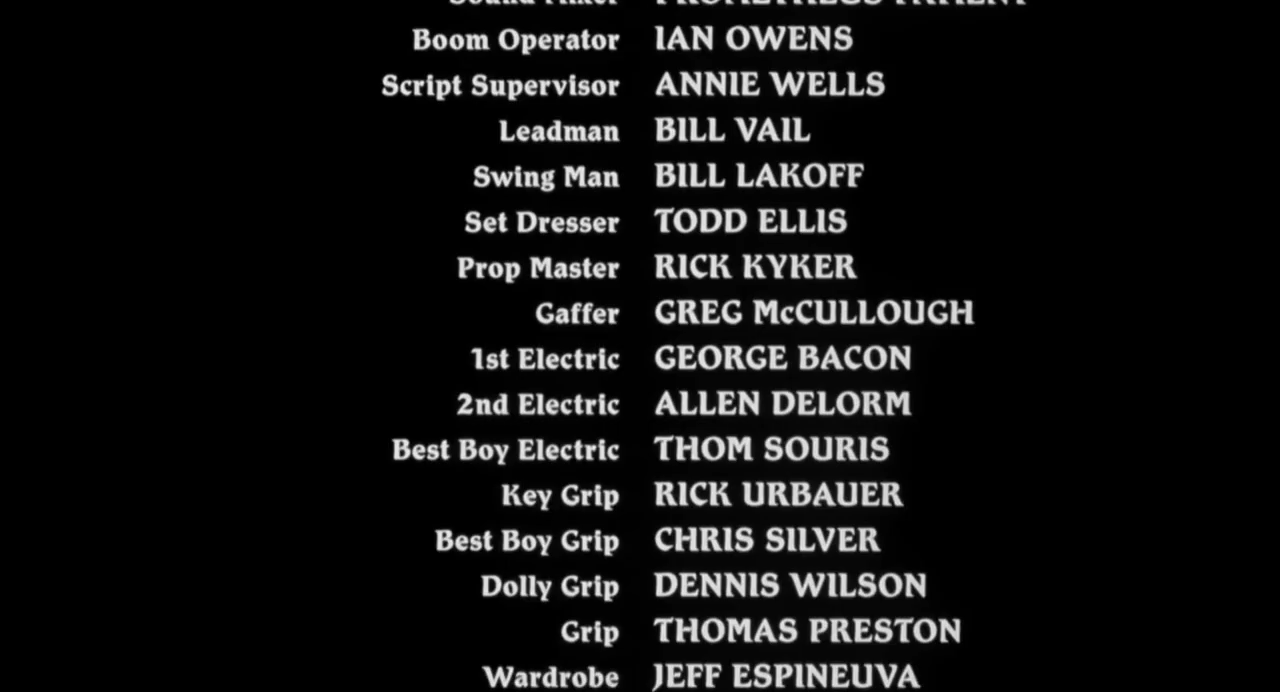 Boom Operator IAN OWENS
Script Supervisor ANNIE WELLS
Leadman BILL VAIL
Swing Man BILL LAKOFF
Set Dresser TODD ELLIS
Prop Master RICK KYKER
Gaffer GREG McCULLOUGH
1st Electric GEORGE BACON
2nd Electric ALLEN DELORM
Best Boy Electric THOM SOURIS
Key Grip RICK URBAUER
Best Boy Grip CHRIS SILVER
Dolly Grip DENNIS WILSON
Grip THOMAS PRESTON
Wardrobe JEFF ESPINEUVA